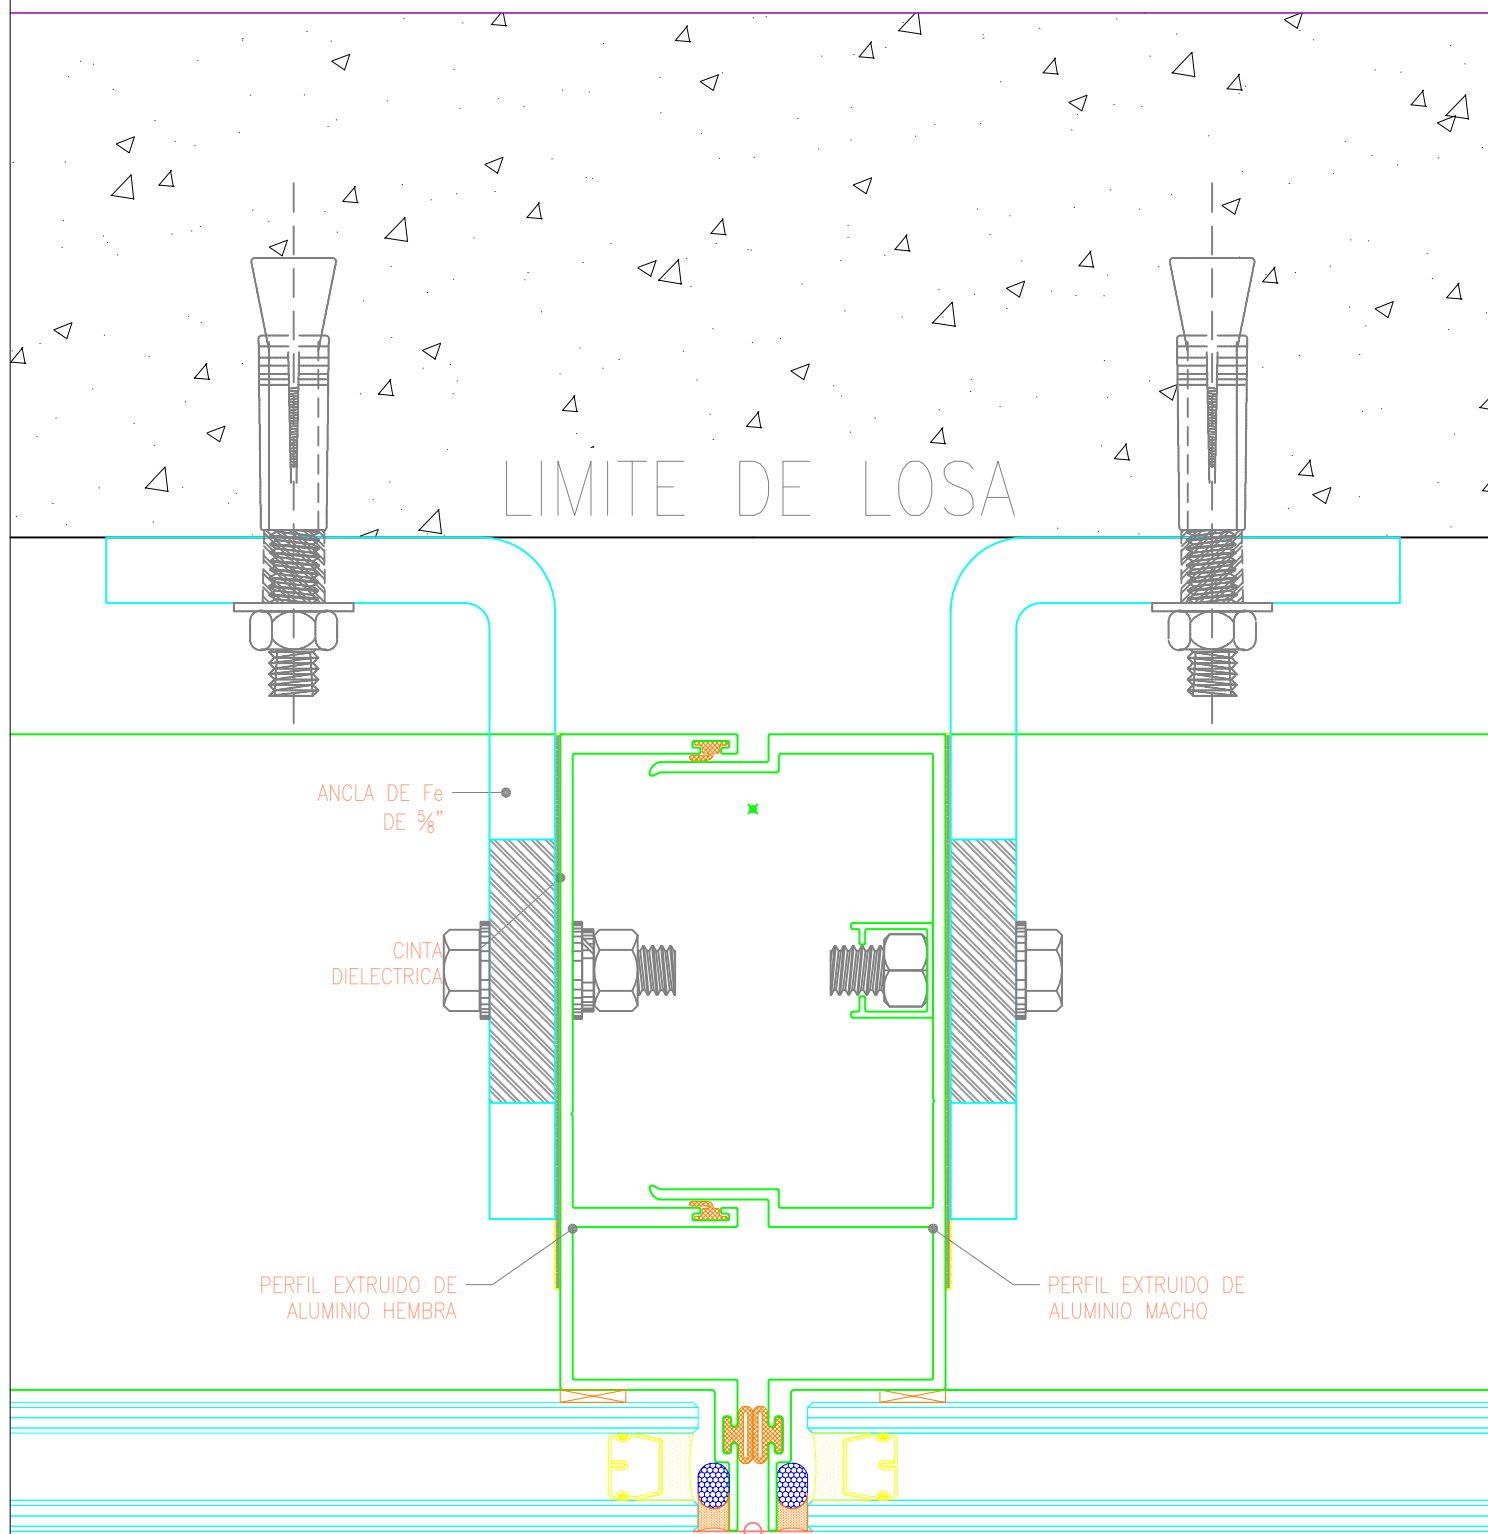 LIMITE DE LOSA
ANCLA DE Fe
DE ⅝"
CINTA
DIELECTRICA
PERFIL EXTRUIDO DE
ALUMINIO HEMBRA
PERFIL EXTRUIDO DE
ALUMINIO MACHO